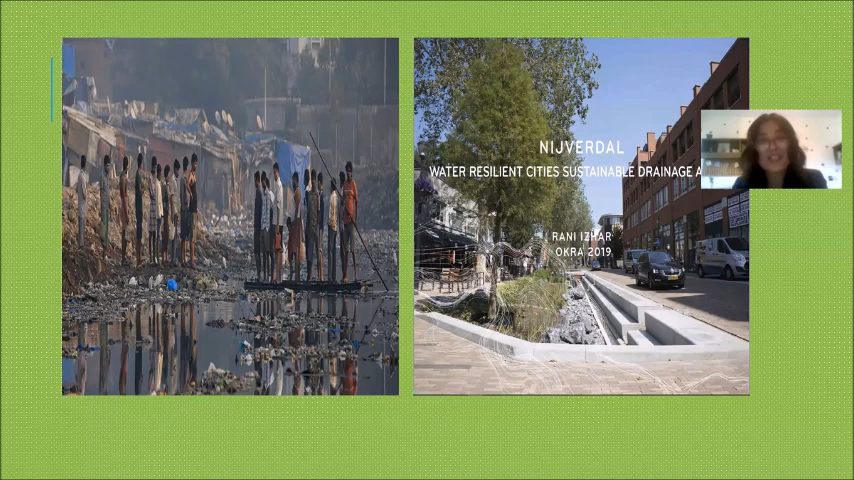 NIJVERDAL
WATER RESILIENT CITIES SUSTAINABLE DRAINAGE A
RANI IZHAR
OKRA 2019